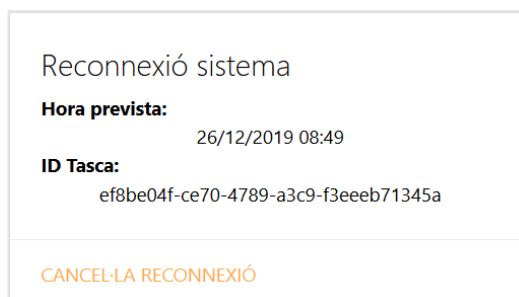 Reconnexió sistema
Hora prevista:
26/12/2019 08:49
ID Tasca:
ef8be04f-ce70-4789-a3c9-f3eeeb71345a
CANCEL·LA RECONNEXIÓ